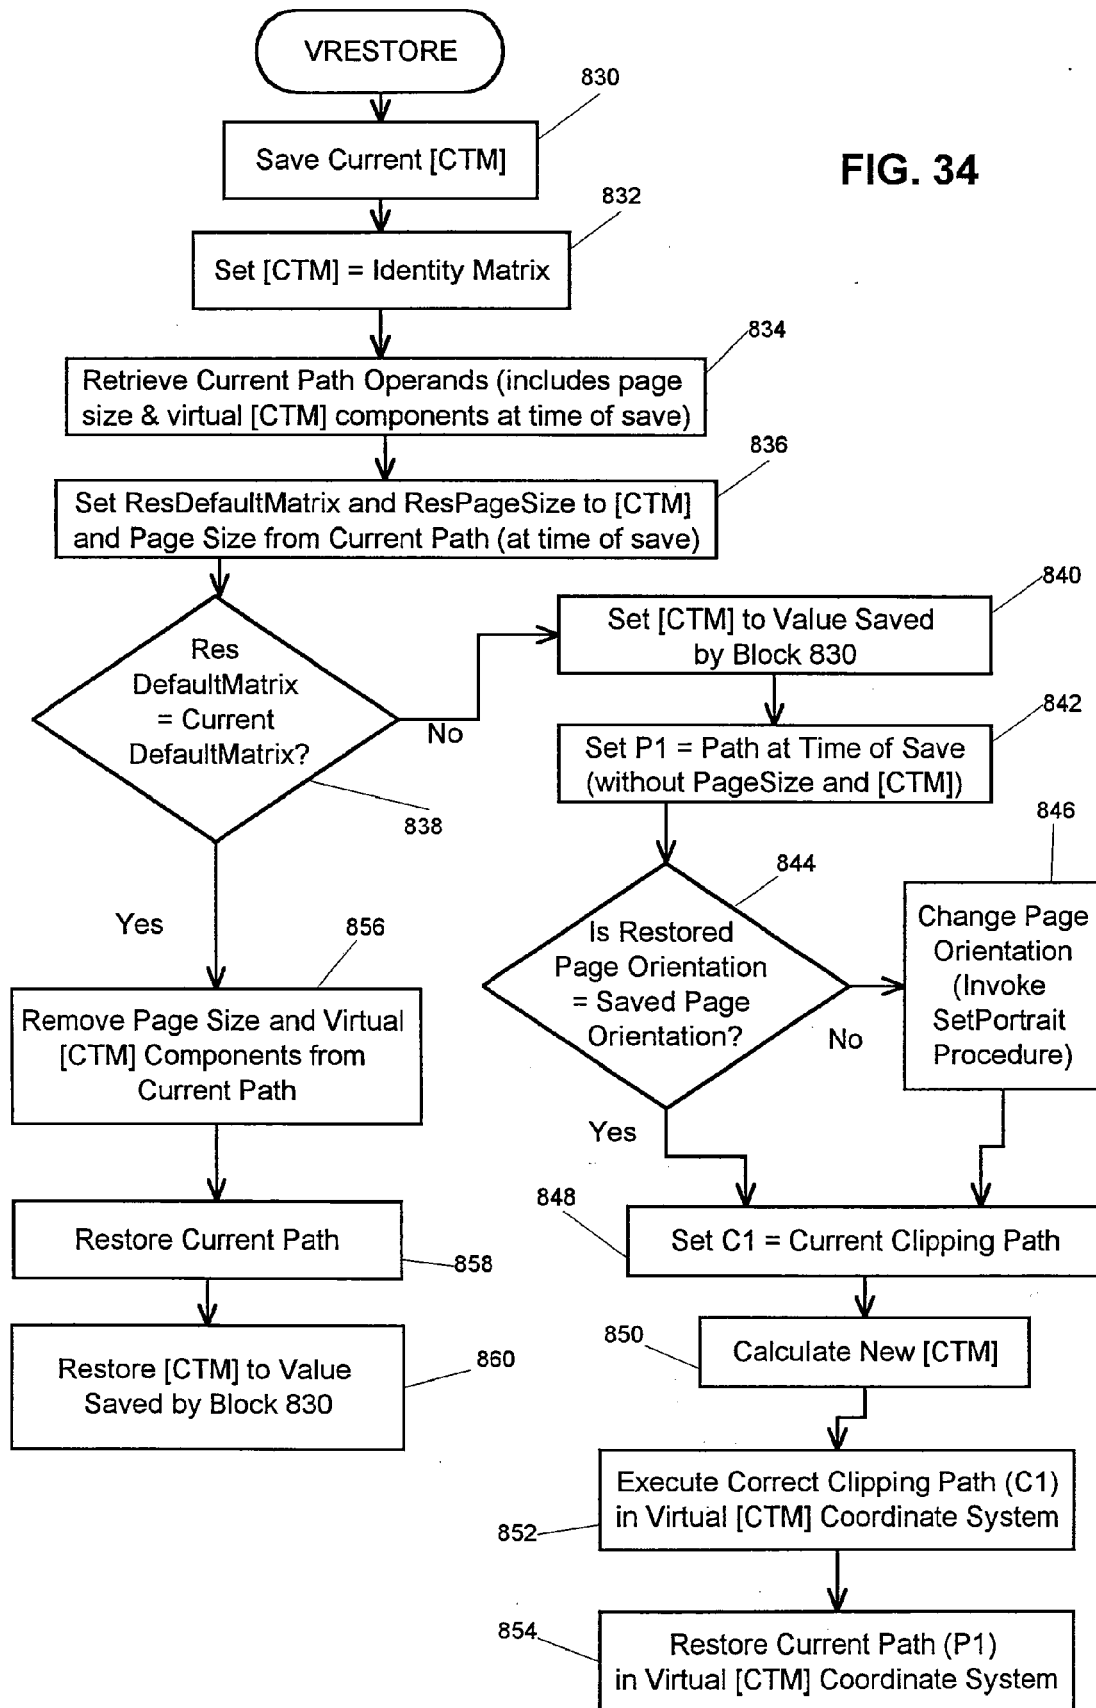 VRESTORE
830
Save Current [CTM]
FIG. 34
832
Set [CTM] = Identity Matrix
834
Retrieve Current Path Operands (includes page
size & virtual [CTM] components at time of save)
836
Set ResDefaultMatrix and ResPageSize to [CTM]
and Page Size from Current Path (at time of save)
Res
DefaultMatrix
= Current
DefaultMatrix?
No
838
Yes
840
Set [CTM] to Value Saved
by Block 830
842
Set P1 = Path at Time of Save
(without PageSize and [CTM])
844
Is Restored
Page Orientation
= Saved Page
Orientation?
No
Yes
846
Change Page
Orientation
(Invoke
SetPortrait
Procedure)
856
Remove Page Size and Virtual
[CTM] Components from
Current Path
Restore Current Path
858
Restore [CTM] to Value
Saved by Block 830
860
848
Set C1 = Current Clipping Path
850
Calculate New [CTM]
Execute Correct Clipping Path (C1)
in Virtual [CTM] Coordinate System
852
854
Restore Current Path (P1)
in Virtual [CTM] Coordinate System